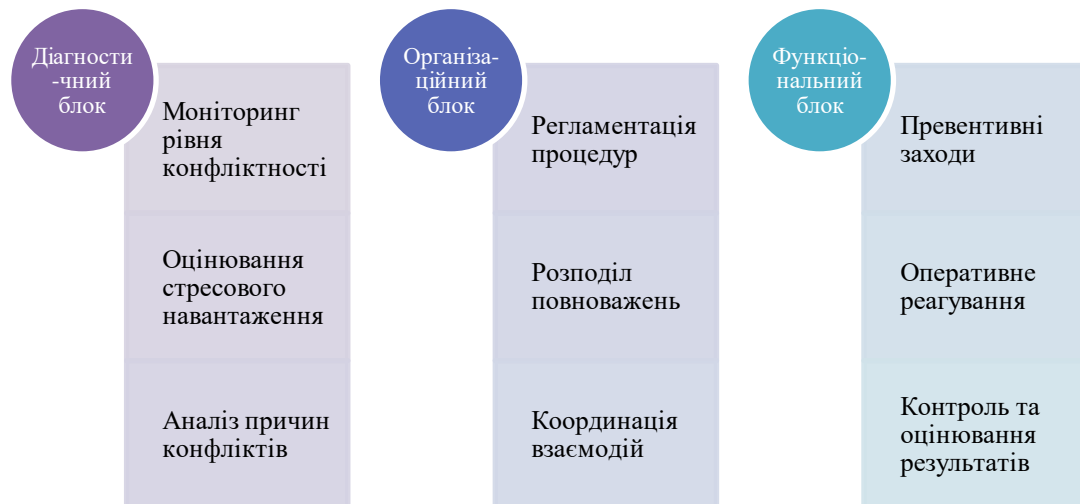 Діагности
-чний
блок
Моніторинг
рівня
конфліктності
Оцінювання
стресового
навантаження
Аналіз причин
конфліктів
Організа-
ційний
блок
Регламентація
процедур
Розподіл
повноважень
Координація
взаємодій
Функціо-
нальний
блок
Превентивні
заходи
Оперативне
реагування
Контроль та
оцінювання
результатів